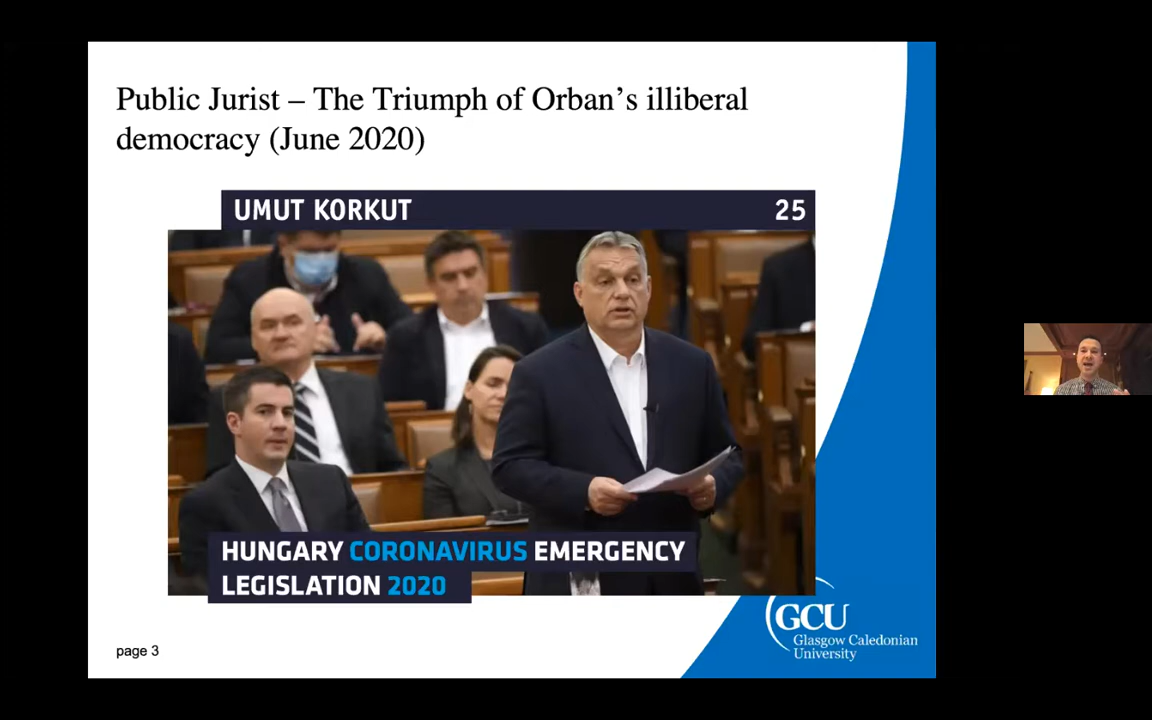 Public Jurist – The Triumph of Orban’s illiberal
democracy (June 2020)
UMUT KORKUT 25
HUNGARY CORONAVIRUS EMERGENCY
LEGISLATION 2020
GCU
Glasgow Caledonian
University
page 3